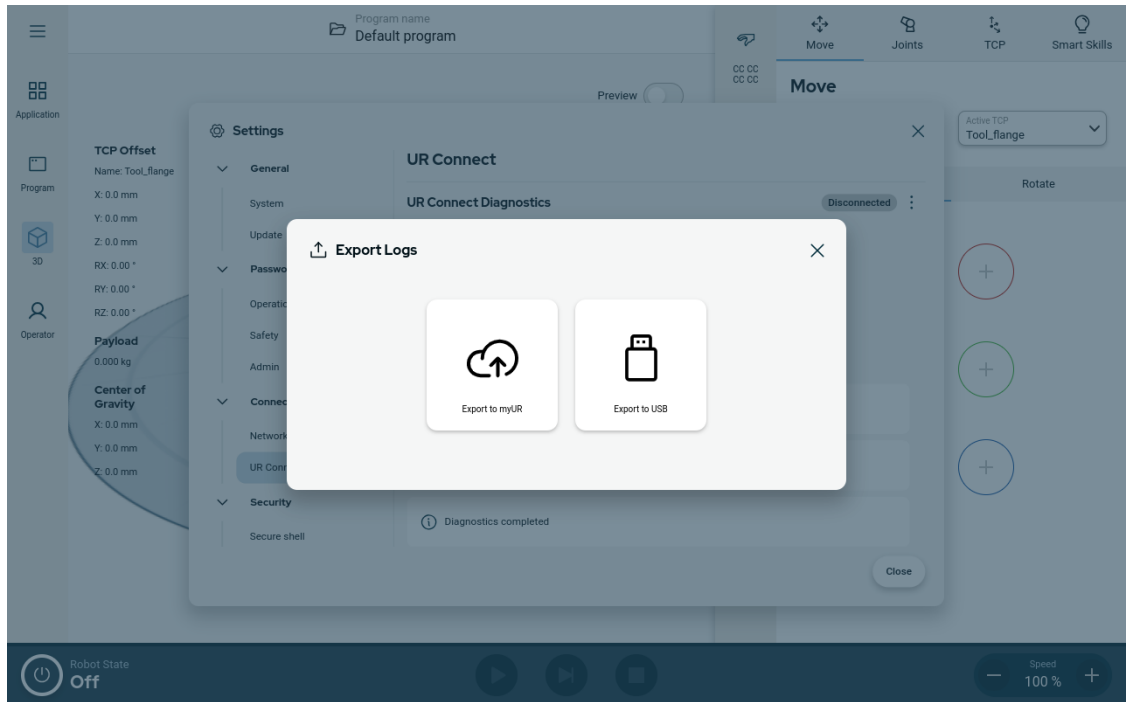 Program name
Default program
Move
Joints
TCP
Smart Skills
CC CC
CC CC
Application
Preview
Move
Settings
Active TCP
Tool_flange
TCP Offset
Name: Tool_flange
General
UR Connect
Program
Rotate
X: 0.0 mm
System
UR Connect Diagnostics
Disconnected
Y: 0.0 mm
Update
Z: 0.0 mm
Export Logs
3D
RX: 0.00 °
RY: 0.00 °
RZ: 0.00 °
Safety
Operator
Payload
0.000 kg
Admin
Center of
Gravity
X: 0.0 mm
Export to myUR
Export to USB
Y: 0.0 mm
Network
Z: 0.0 mm
Security
Diagnostics completed
Secure shell
Close
Robot State
Off
Speed
100 %